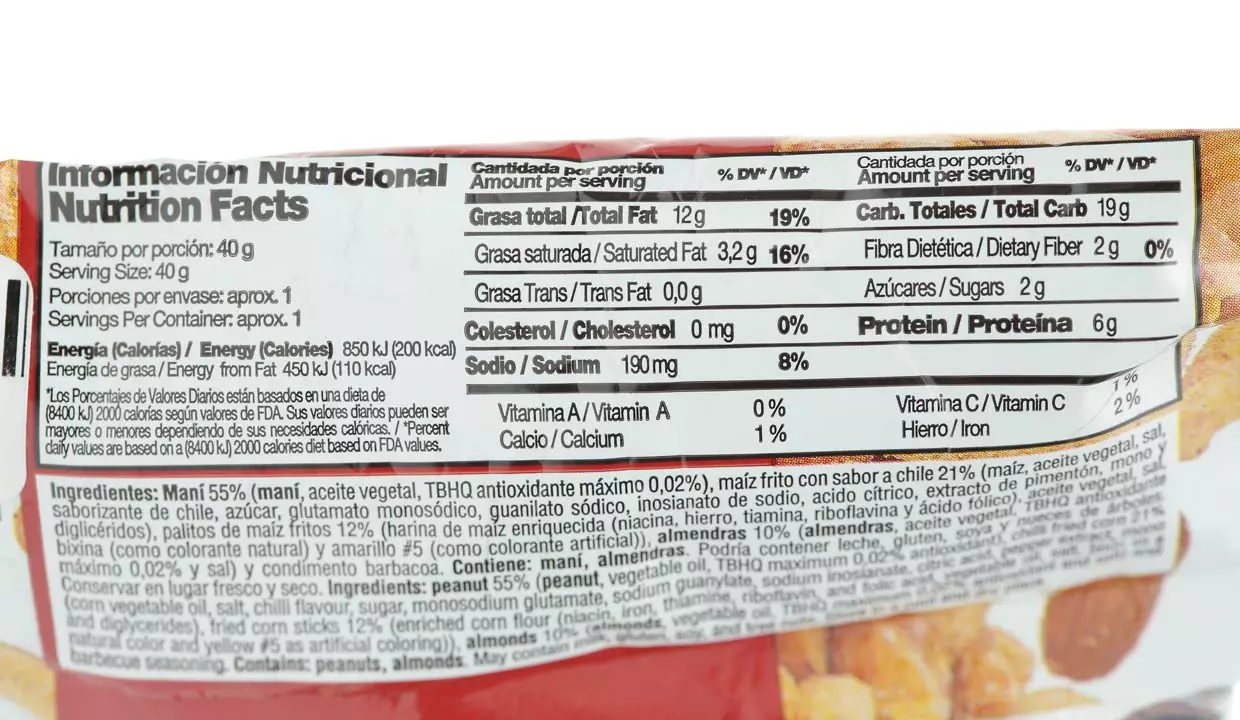 Información Nutricional
Nutrition Facts
Tamaño por porción: 40 g
Serving Size: 40 g
Porciones por envase: aprox. 1
Servings Per Container: aprox. 1
Energía (Calorías) / Energy (Calories) 850 kJ (200 kcal)
Energía de grasa / Energy from Fat 450 kJ (110 kcal)
*Los Porcentajes de Valores Diarios están basados en una dieta de
(8400 kJ) 2000 calorías según valores de FDA. Sus valores diarios pueden ser
mayores o menores dependiendo de sus necesidades calóricas. / *Percent
daily values are based on a (8400 kJ) 2000 calories diet based on FDA values.
Cantidada por porción
Amount per serving % DV* / VD*
Grasa total /Total Fat 12 g 19%
Grasa saturada / Saturated Fat 3,2 g 16%
Grasa Trans / Trans Fat 0,0 g
Colesterol / Cholesterol 0 mg 0%
Sodio / Sodium 190 mg 8%
Cantidada por porción
Amount per serving % DV* / VD*
Carb. Totales / Total Carb 19 g
Fibra Dietética / Dietary Fiber 2 g 0%
Azúcares / Sugars 2 g
Protein / Proteína 6 g
Vitamina A / Vitamin A 0% Vitamina C / Vitamin C 1%
Calcio / Calcium 1% Hierro / Iron 2%
Ingredientes: Maní 55% (maní, aceite vegetal, TBHQ antioxidante máximo 0,02%), maíz frito con sabor a chile 21% (maíz, aceite vegetal, sal,
saborizante de chile, azúcar, glutamato monosódico, guanilato sódico, inosianato de sodio, acido cítrico, extracto de pimentón, mono y
diglicéridos), palitos de maíz fritos 12% (harina de maíz enriquecida (niacina, hierro, tiamina, riboflavina y ácido fólico), aceite vegetal, sal
bixina (como colorante natural) y amarillo #5 (como colorante artificial)), almendras 10% (almendras, aceite vegetal, TBHQ antioxidante
máximo 0,02% y sal) y condimento barbacoa. Contiene: maní, almendras. Podría contener leche, gluten, soya y nueces de árboles.
Conservar en lugar fresco y seco. Ingredients: peanut 55% (peanut, vegetable oil, TBHQ maximum 0.02% antioxidant), chilli fried corn 21%
(corn vegetable oil, salt, chilli flavour, sugar, monosodium glutamate, sodium guanylate, sodium inosianate, citric acid,
and diglycerides), fried corn sticks 12% (enriched corn flour (niacin, iron, thiamine, riboflavin, and folic acid,
natural color and yellow #5 as artificial coloring)), almonds 10% (almonds, vegetable oil,
barbecue seasoning. Contains: peanuts, almonds. May contain